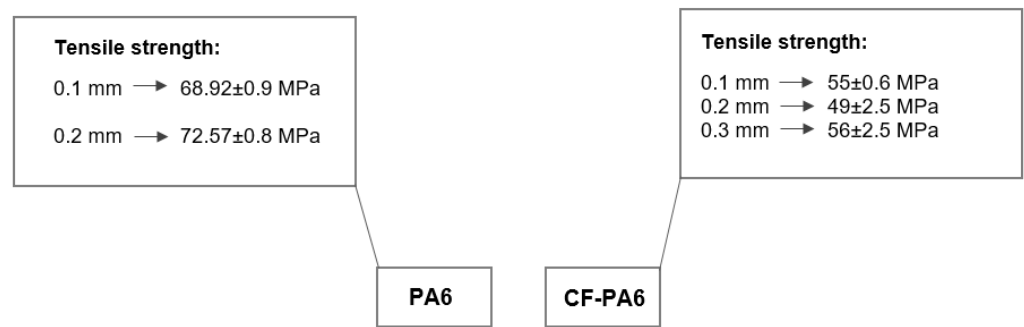 Tensile strength:
0.1 mm → 68.92±0.9 MPa
0.2 mm → 72.57±0.8 MPa
Tensile strength:
0.1 mm → 55±0.6 MPa
0.2 mm → 49±2.5 MPa
0.3 mm → 56±2.5 MPa
PA6
CF-PA6